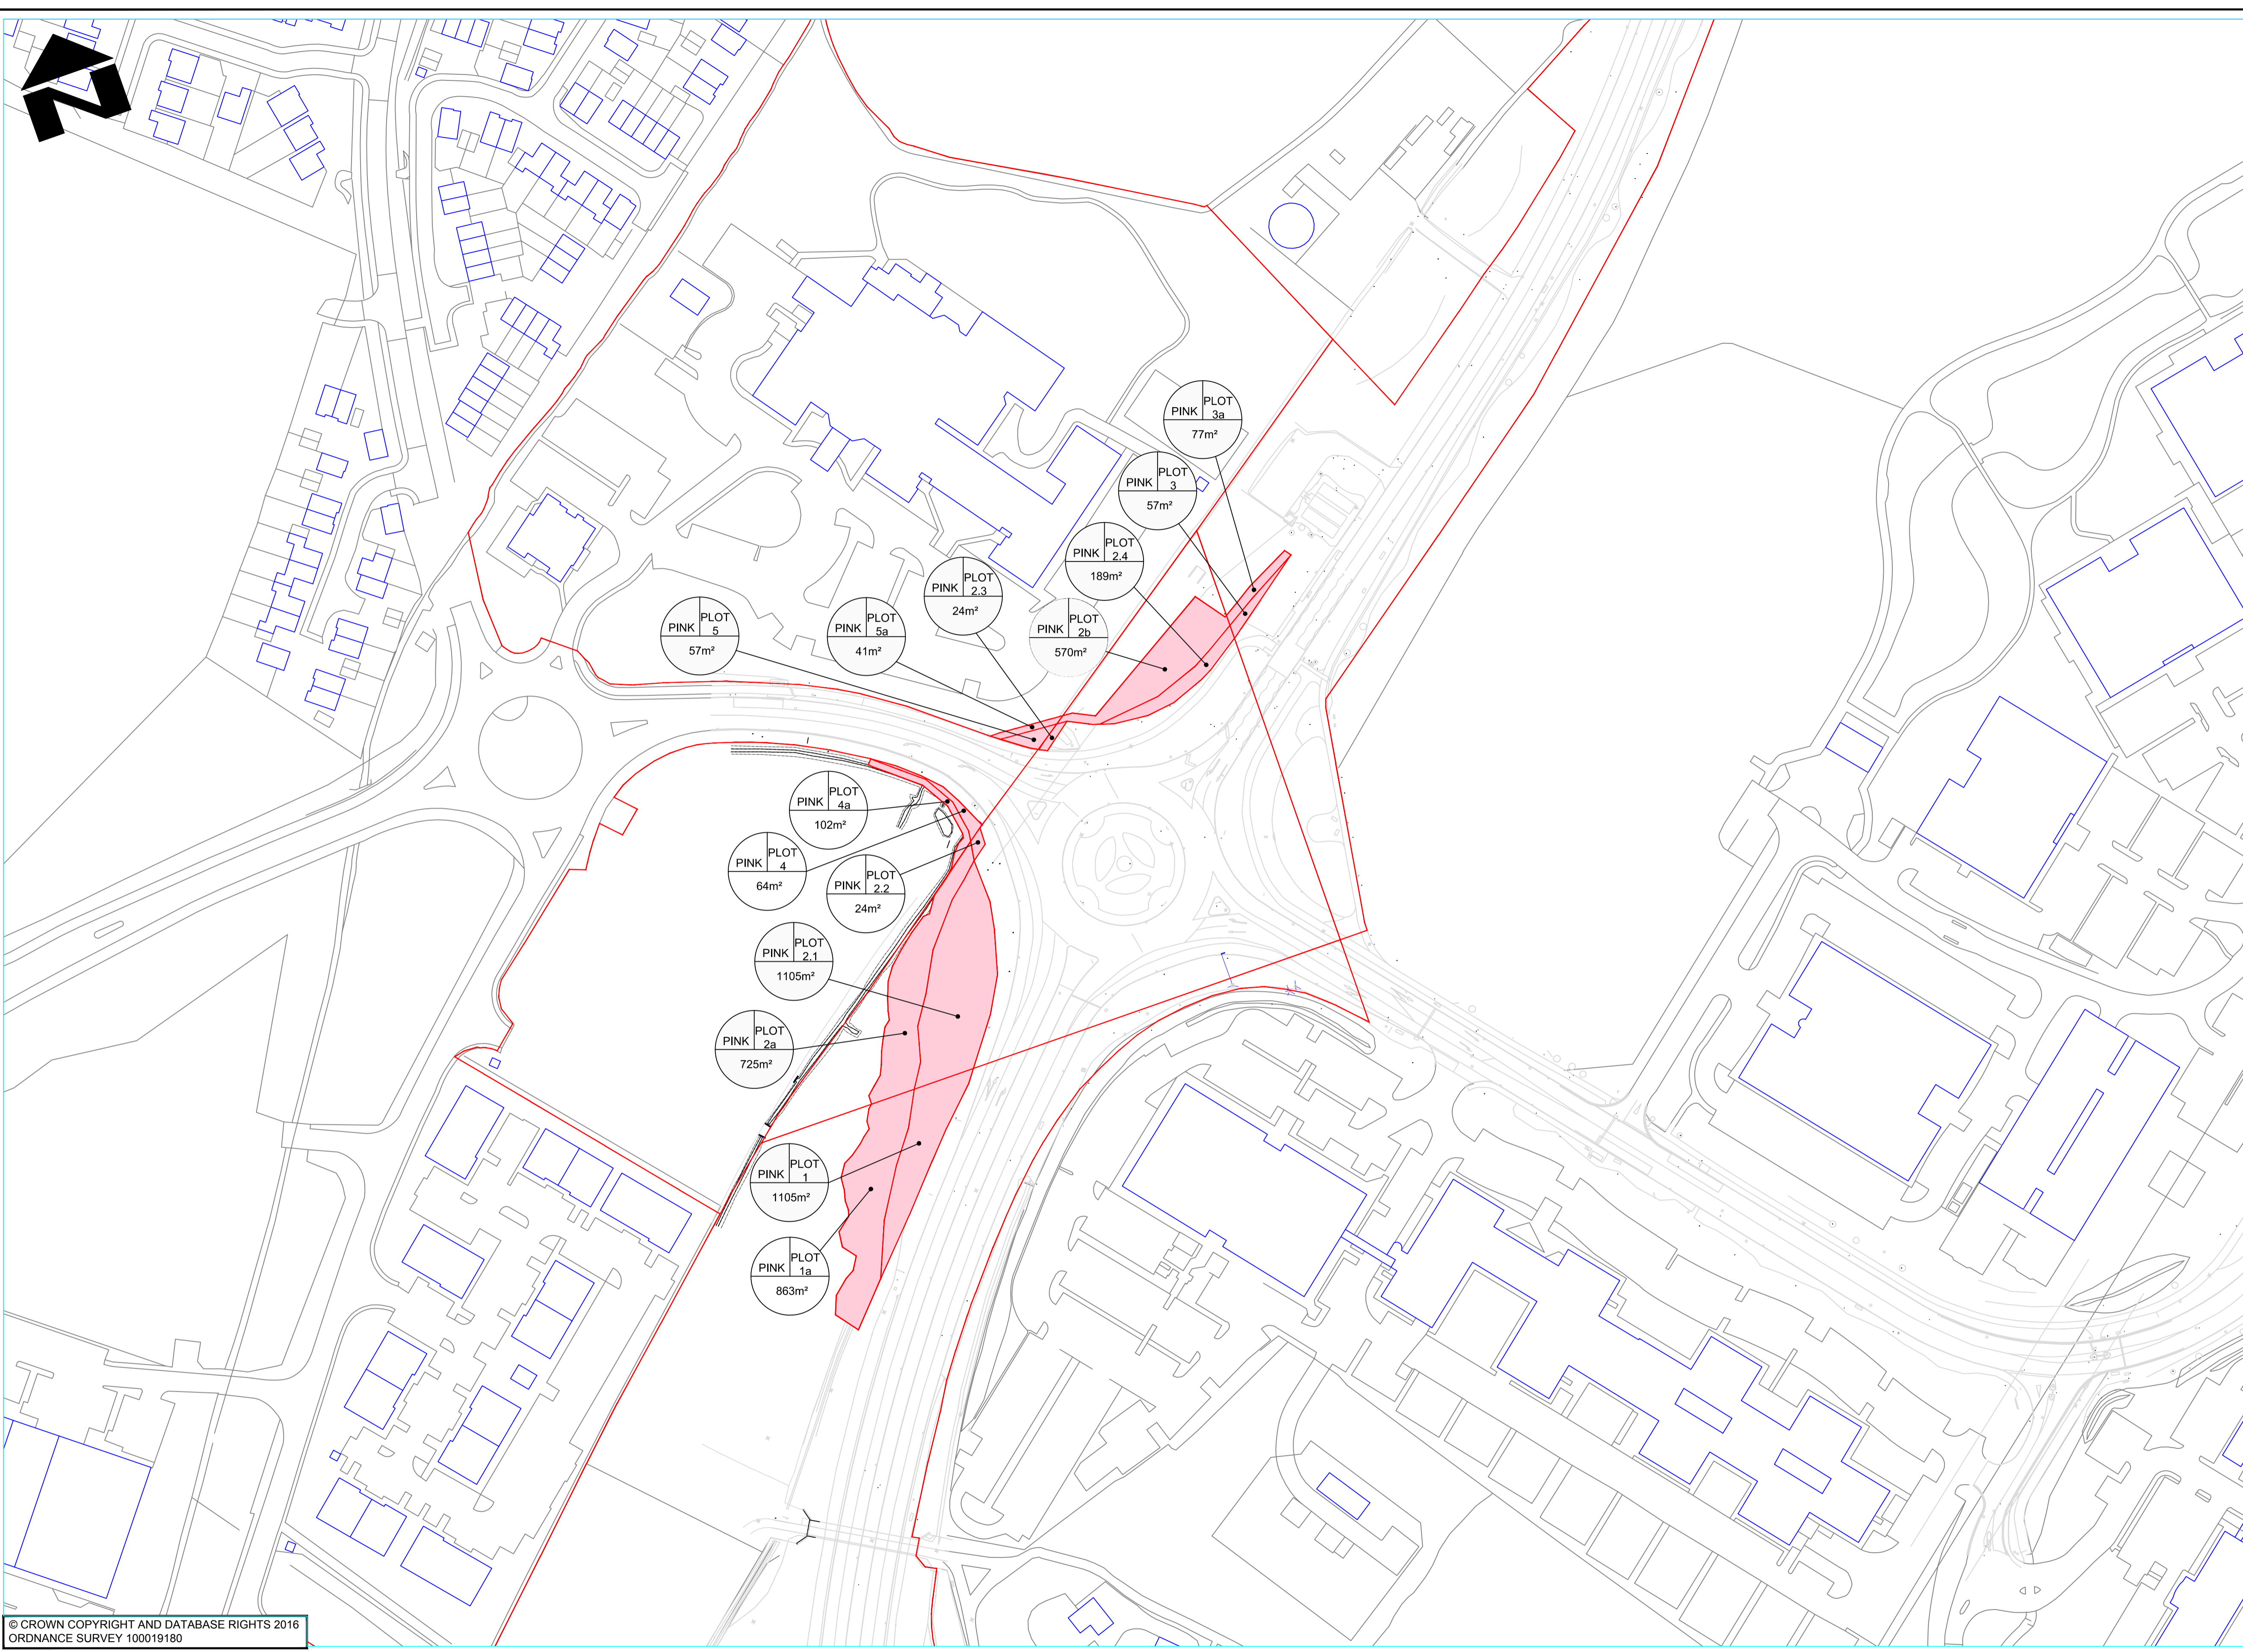 N
PINK
PLOT
3a
77m²
PINK
PLOT
3
57m²
PINK
PLOT
2.4
189m²
PINK
PLOT
2.3
24m²
PINK
PLOT
5
57m²
PINK
PLOT
5a
41m²
PINK
PLOT
2b
570m²
PINK
PLOT
4a
102m²
PINK
PLOT
4
64m²
PINK
PLOT
2.2
24m²
PINK
PLOT
2.1
1105m²
PINK
PLOT
2a
725m²
PINK
PLOT
1
1105m²
PINK
PLOT
1a
863m²
© CROWN COPYRIGHT AND DATABASE RIGHTS 2016
ORDNANCE SURVEY 100019180